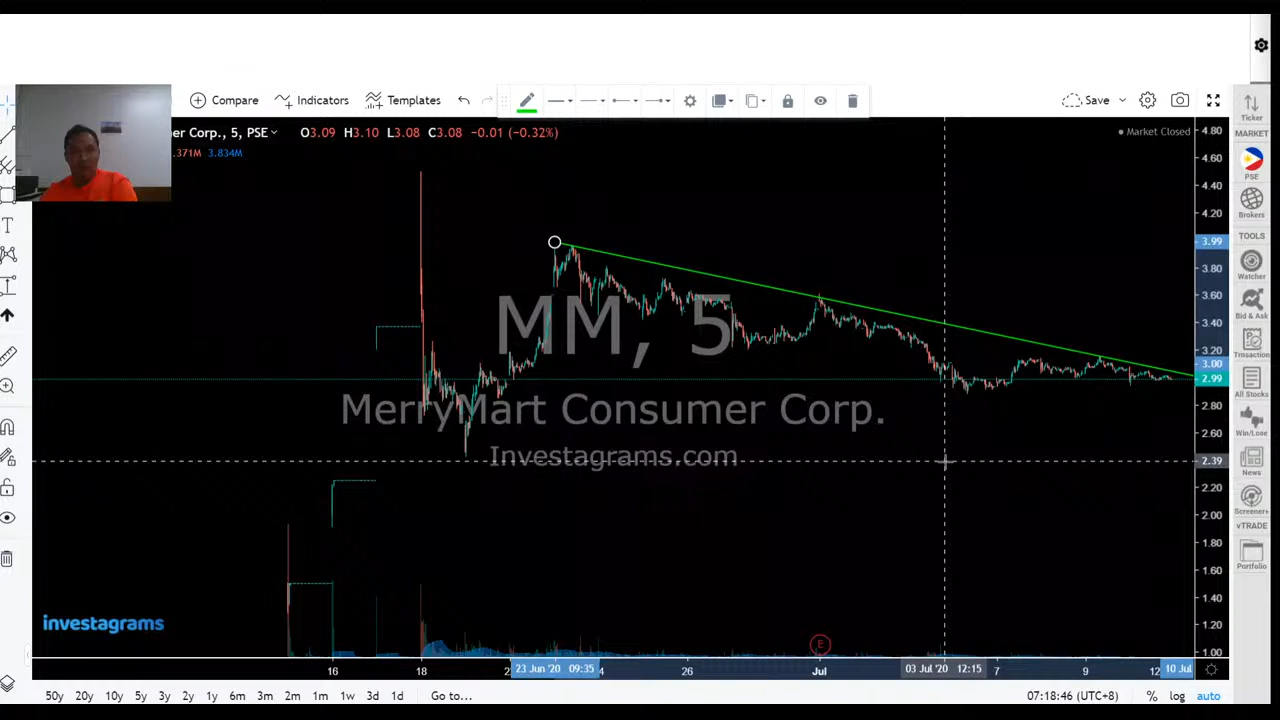 Compare
Indicators
Templates
Save
er Corp., 5, PSE
O3.09 H3.10 L3.08 C3.08 −0.01 (−0.32%)
.371M 3.834M
Market Closed
MM, 5
MerryMart Consumer Corp.
Investagrams.com
investagrams
E
4.80
4.60
4.40
4.20
3.99
3.80
3.60
3.40
3.20
3.00
2.99
2.80
2.60
2.39
2.20
2.00
1.80
1.60
1.40
1.20
1.00
16
18
2
23 Jun '20 09:35
4
26
Jul
03 Jul '20 12:15
7
9
12
10 Jul
50y 20y 10y 5y 3y 2y 1y 6m 3m 2m 1m 1w 3d 1d Go to...
07:18:46 (UTC+8) % log auto
Ticker
MARKET
PSE
Brokers
TOOLS
Watcher
Bid & Ask
Trnsaction
All Stocks
Win/Lose
News
Screener+
vTRADE
Portfolio